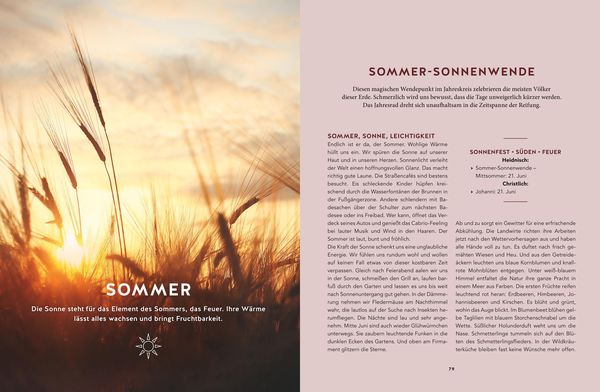 SOMMER
Die Sonne steht für das Element des Sommers, das Feuer. Ihre Wärme
lässt alles wachsen und bringt Fruchtbarkeit.
SOMMER-SONNENWENDE
Diesen magischen Wendepunkt im Jahreskreis zelebrieren die meisten Völker
dieser Erde. Schmerzlich wird uns bewusst, dass die Tage unweigerlich kürzer werden.
Das Jahresrad dreht sich unaufhaltsam in die Zeitspanne der Reifung.
SOMMER, SONNE, LEICHTIGKEIT
Endlich ist er da, der Sommer. Wohlige Wärme
hüllt uns ein. Wir spüren die Sonne auf unserer
Haut und in unseren Herzen. Sonnenlicht verleiht
der Welt einen hoffnungsvollen Glanz. Das macht
richtig gute Laune. Die Straßencafés sind bestens
besucht. Eis schleckende Kinder hüpfen krei-
schend durch die Wasserfontänen der Brunnen in
der Fußgängerzone. Andere schlendern mit Ba-
desachen über der Schulter zum nächsten Ba-
desee oder ins Freibad. Wer kann, öffnet das Ver-
deck seines Autos und genießt das Cabrio-Feeling
bei lauter Musik und Wind in den Haaren. Der
Sommer ist laut, bunt und fröhlich.
Die Kraft der Sonne schenkt uns eine unglaubliche
Energie. Wir fühlen uns rundum wohl und wollen
auf keinen Fall etwas von dieser kostbaren Zeit
verpassen. Gleich nach Feierabend aalen wir uns
in der Sonne, schmeißen den Grill an, laufen bar-
fuß durch den Garten und lassen es uns bis weit
nach Sonnenuntergang gut gehen. In der Dämme-
rung nehmen wir Fledermäuse am Nachthimmel
wahr, die lautlos auf der Suche nach Insekten he-
rumfliegen. Die Nächte sind lau und sehr ange-
nehm. Mitte Juni sind auch wieder Glühwürmchen
unterwegs. Sie zaubern leuchtende Funken in die
dunklen Ecken des Gartens. Und oben am Firma-
ment glitzern die Sterne.
SONNENFEST • SÜDEN • FEUER
Heidnisch:
Sommer-Sonnenwende –
Mittsommer: 21. Juni
Christlich:
Johanni: 21. Juni
Ab und zu sorgt ein Gewitter für eine erfrischende
Abkühlung. Die Landwirte richten ihre Arbeiten
jetzt nach den Wettervorhersagen aus und haben
alle Hände voll zu tun. Es duftet nach frisch ge-
mähten Wiesen und Heu. Und aus den Getreide-
äckern leuchten uns blaue Kornblumen und knall-
rote Mohnblüten entgegen. Unter weiß-blauem
Himmel entfaltet die Natur ihre ganze Pracht in
einem Meer aus Farben. Die ersten Früchte reifen
leuchtend rot heran: Erdbeeren, Himbeeren, Jo-
hannisbeeren und Kirschen. Es blüht und grünt,
wohin das Auge blickt. Im Blumenbeet blühen gel-
be Taglilien mit blauem Storchenschnabel um die
Wette. Süßlicher Holunderduft weht uns um die
Nase. Schmetterlinge tummeln sich auf den Blü-
ten des Schmetterlingsflieders. In der Wildkräu-
terküche bleiben fast keine Wünsche mehr offen.
79